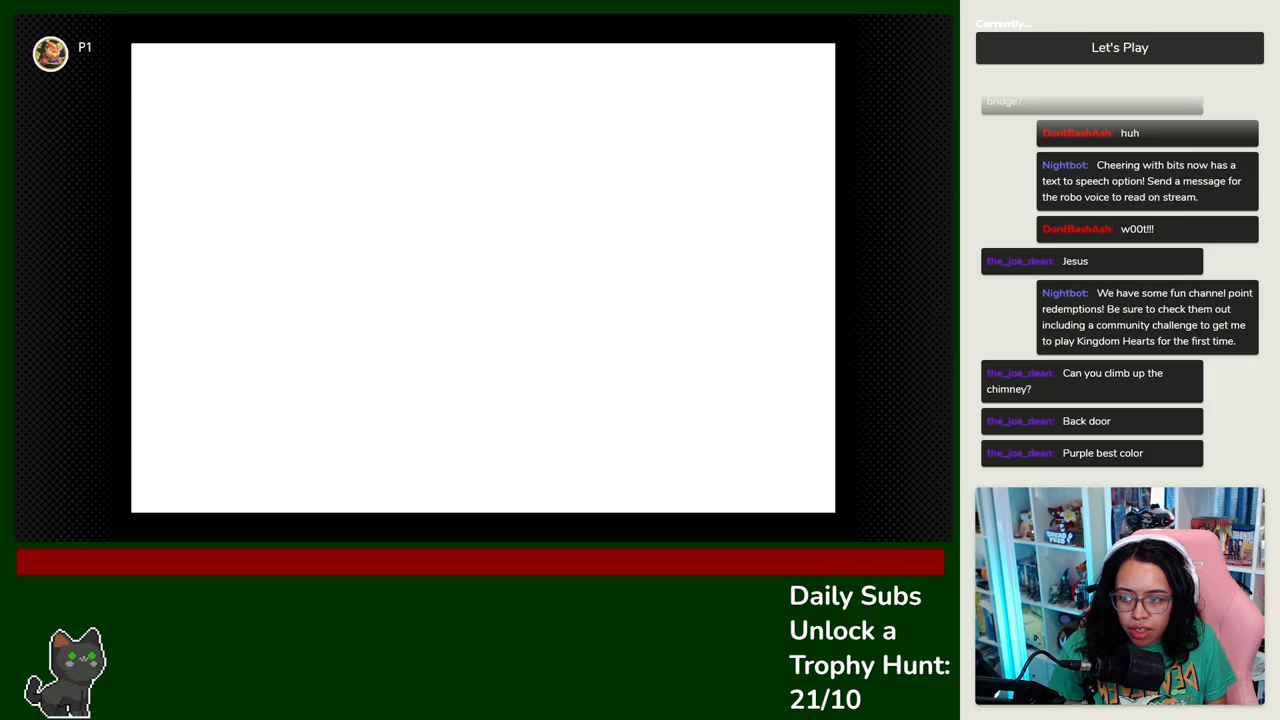 P1
Currently...
Let's Play
bridge?
DontBashAsh: huh
Nightbot: Cheering with bits now has a
text to speech option! Send a message for
the robo voice to read on stream.
DontBashAsh: w00t!!!
the_joe_dean: Jesus
Nightbot: We have some fun channel point
redemptions! Be sure to check them out
including a community challenge to get me
to play Kingdom Hearts for the first time.
the_joe_dean: Can you climb up the
chimney?
the_joe_dean: Back door
the_joe_dean: Purple best color
Daily Subs
Unlock a
Trophy Hunt:
21/10